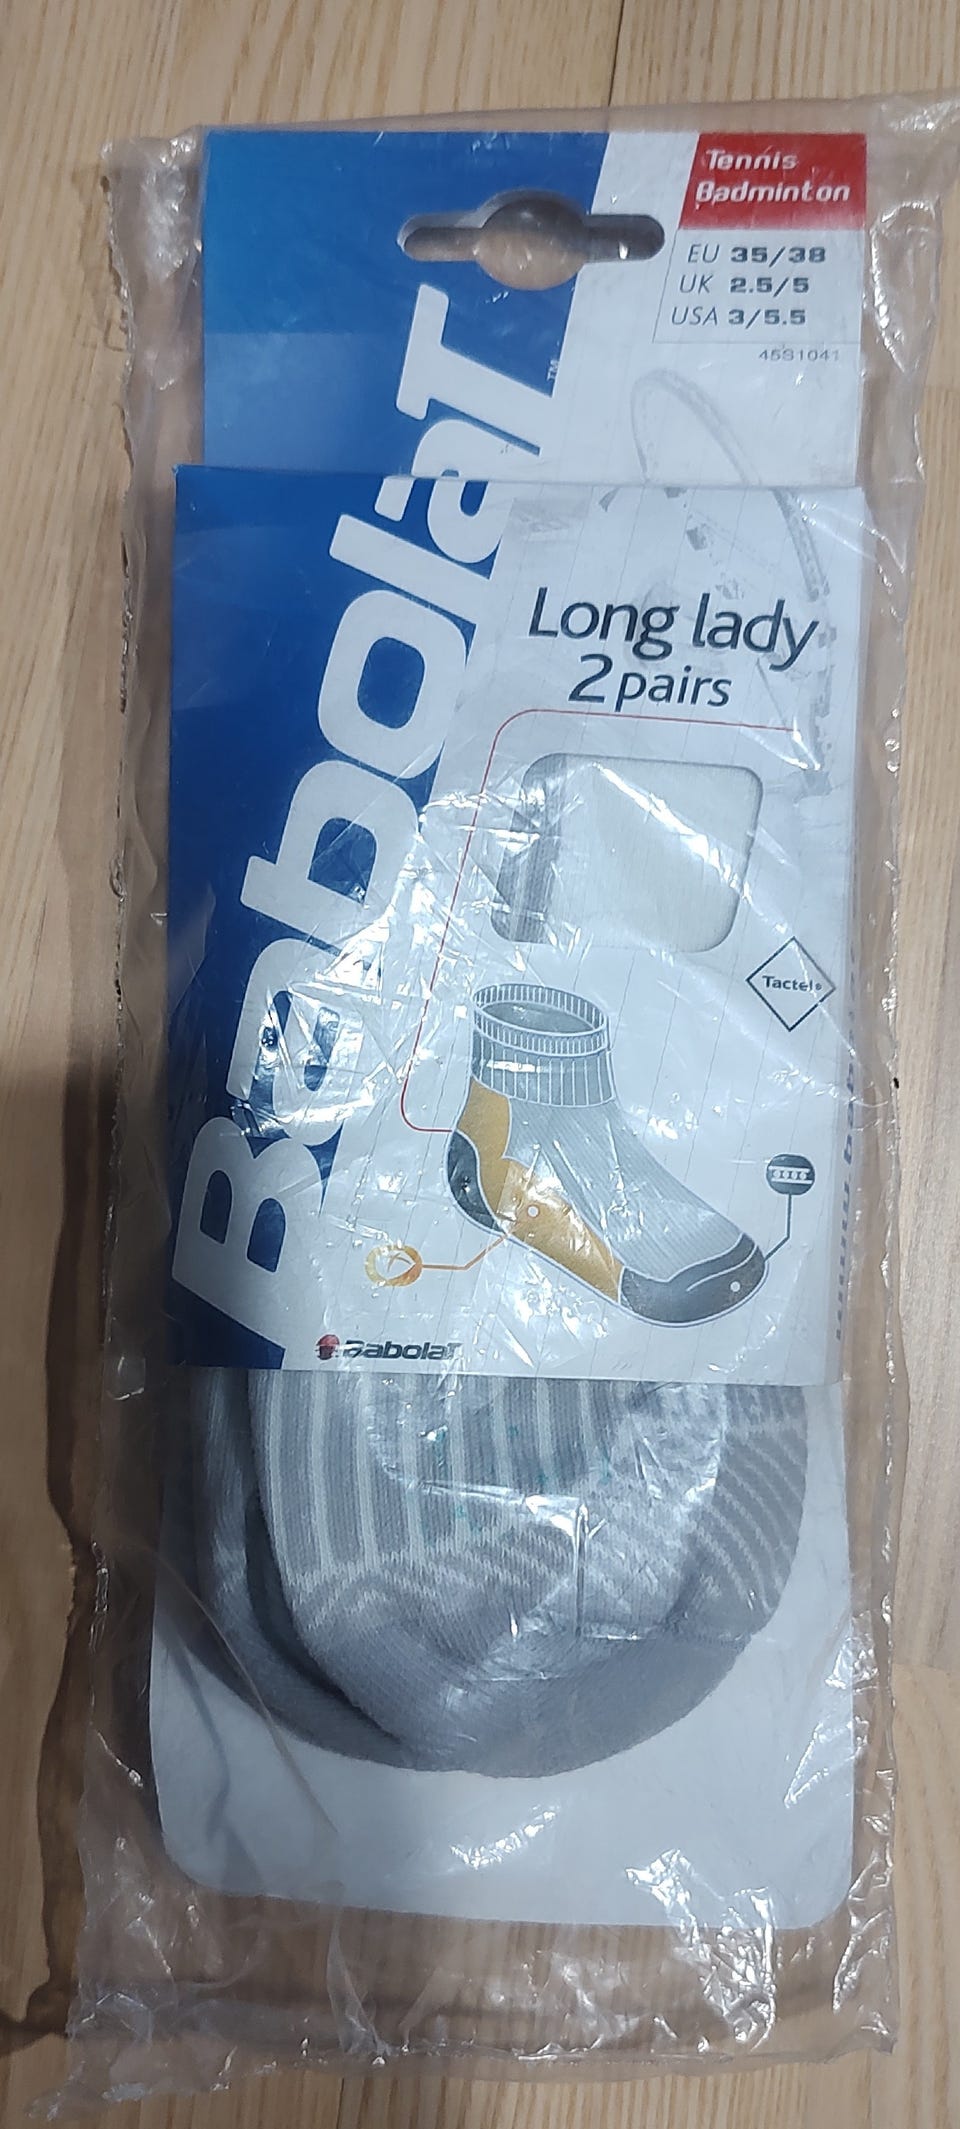 Tennis
Badminton
EU 35/38
UK 2.5/5
USA 3/5.5
45S1041
BaboLaT™
Long lady
2 pairs
Tactel®
BaboLaT